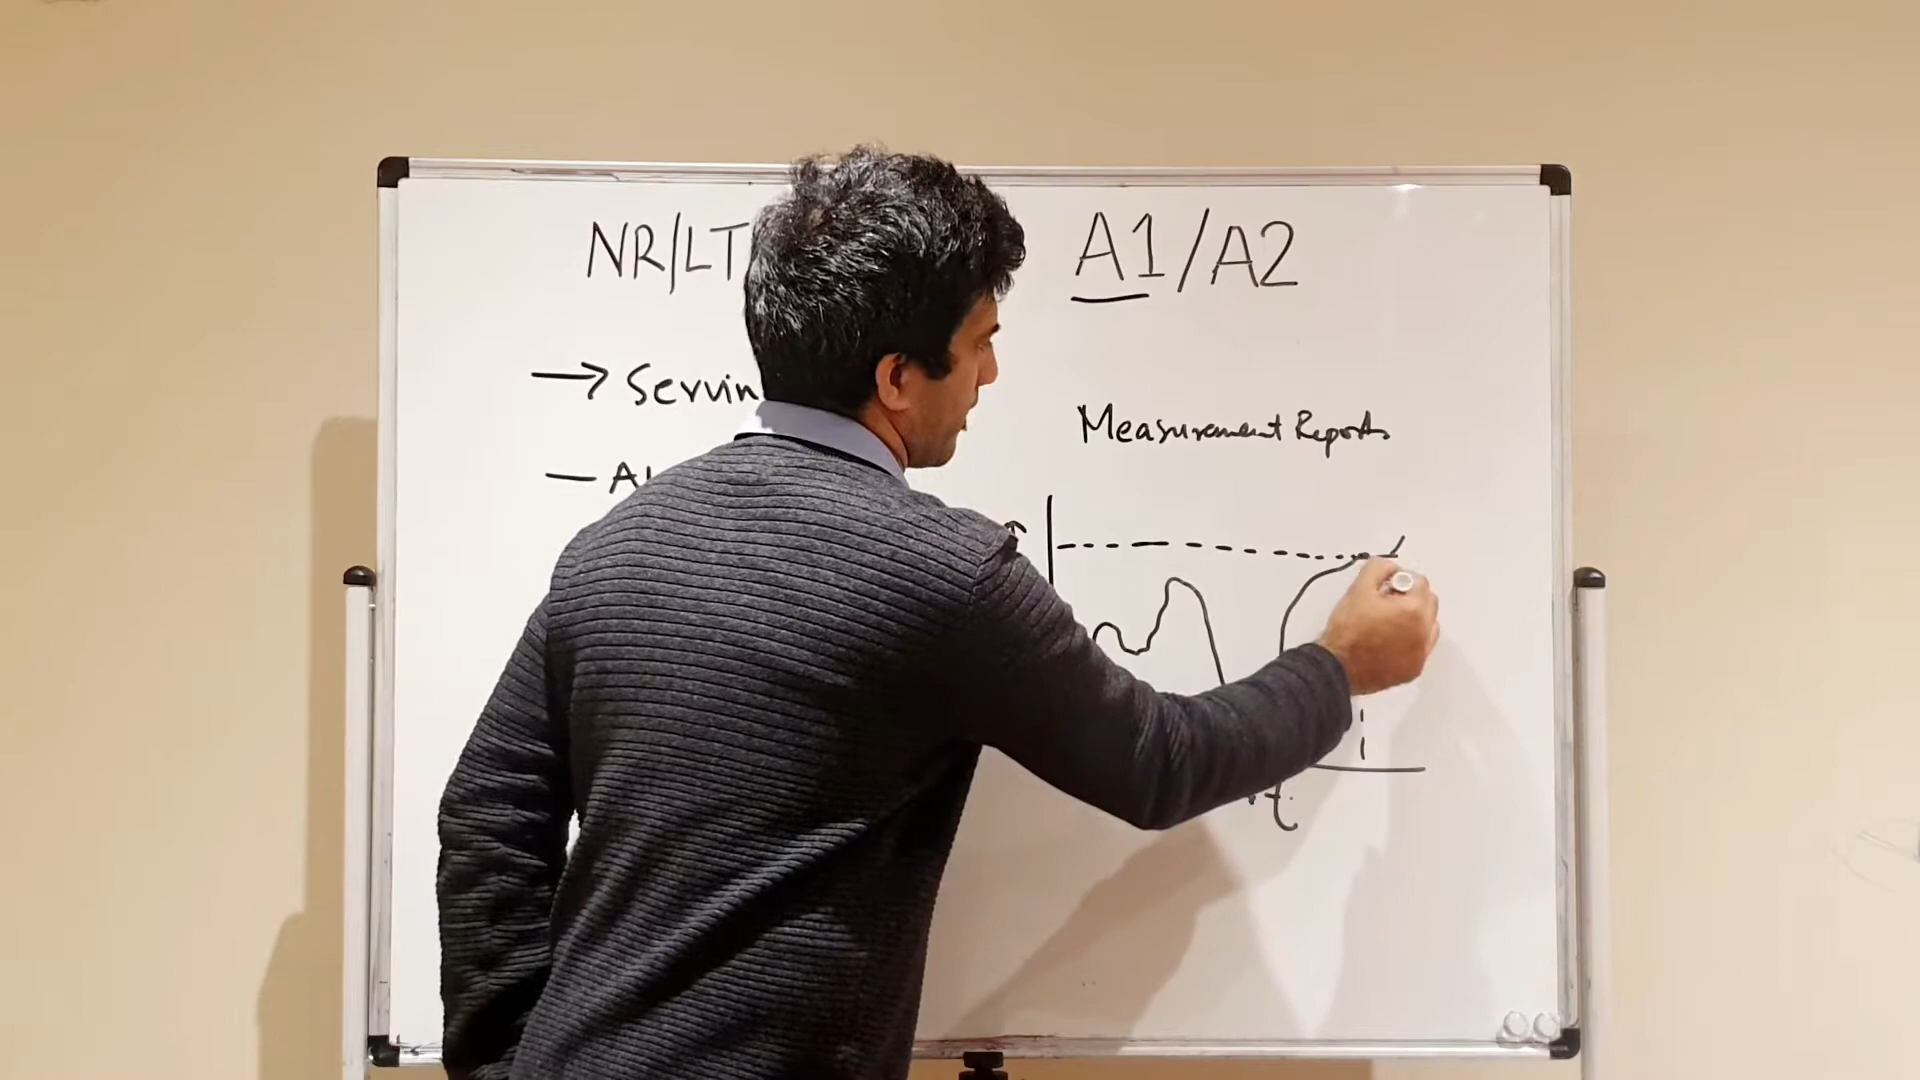 NR/LT
A1/A2
→ Servin
Measurement Reports
— A
t